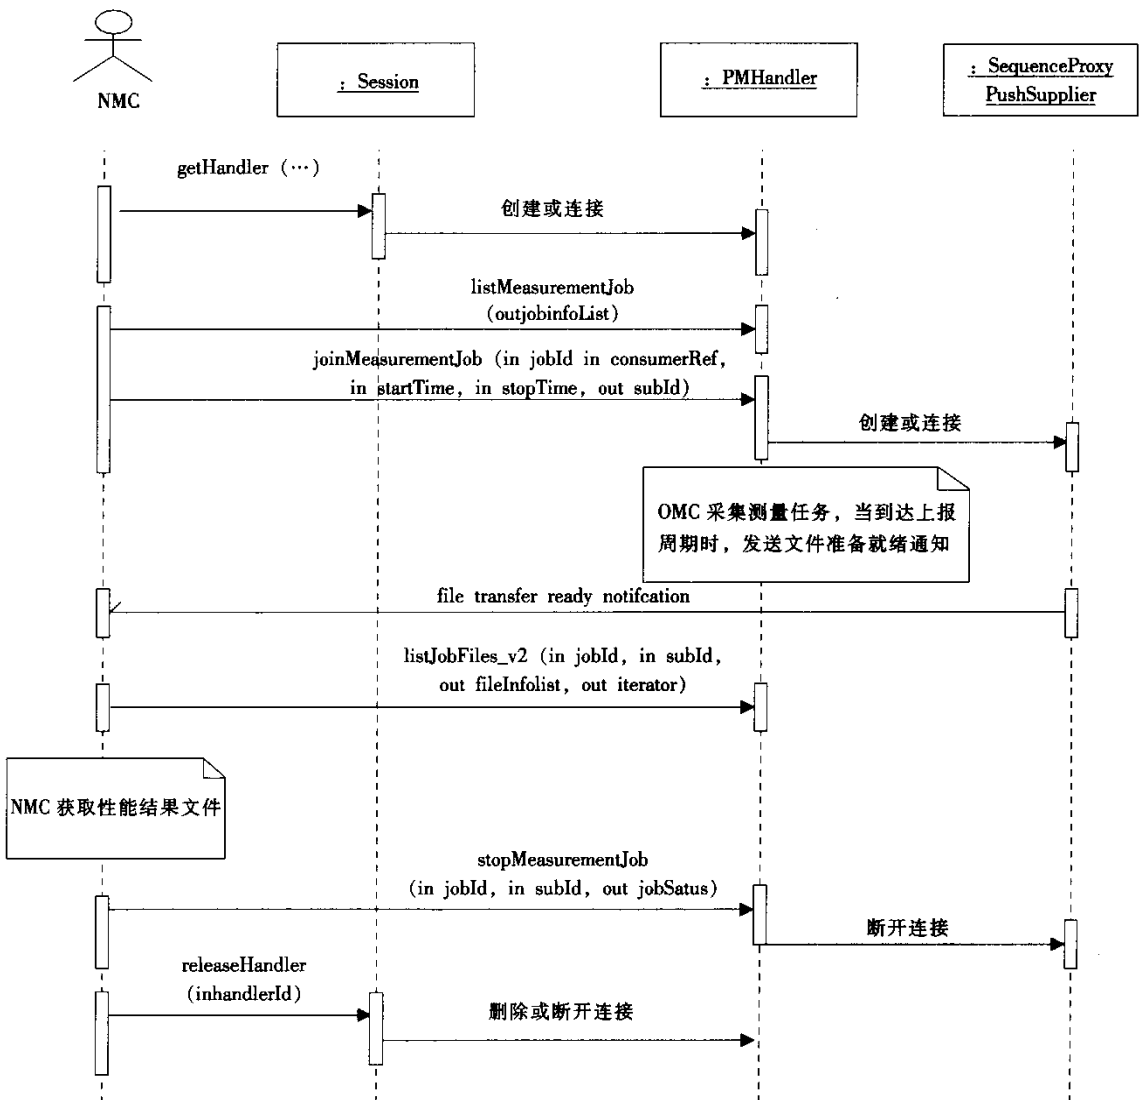 NMC
: Session
: PMHandler
: SequenceProxy
PushSupplier
getHandler (…)
创建或连接
listMeasurementJob
(outjobinfoList)
joinMeasurementJob (in jobId in consumerRef,
in startTime, in stopTime, out subId)
创建或连接
OMC 采集测量任务，当到达上报
周期时，发送文件准备就绪通知
file transfer ready notifcation
listJobFiles_v2 (in jobId, in subId,
out fileInfolist, out iterator)
NMC 获取性能结果文件
stopMeasurementJob
(in jobId, in subId, out jobSatus)
断开连接
releaseHandler
(inhandlerId)
删除或断开连接